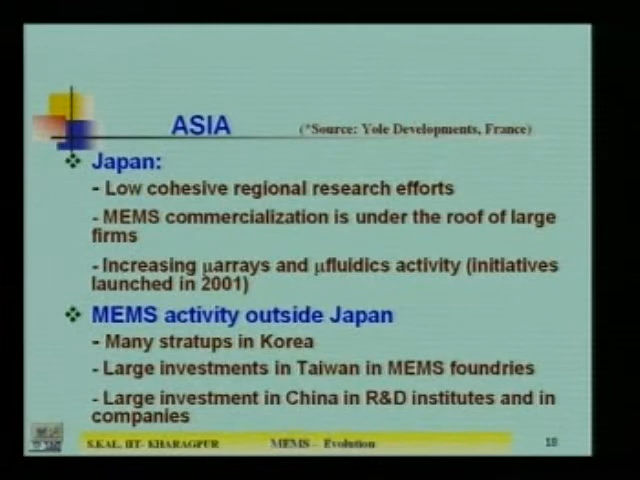 ASIA (*Source: Yole Developments, France)
Japan:
- Low cohesive regional research efforts
- MEMS commercialization is under the roof of large
firms
- Increasing µarrays and µfluidics activity (initiatives
launched in 2001)
MEMS activity outside Japan
- Many stratups in Korea
- Large investments in Taiwan in MEMS foundries
- Large investment in China in R&D institutes and in
companies
S.KAL, IIT- KHARAGPUR MEMS – Evolution 18